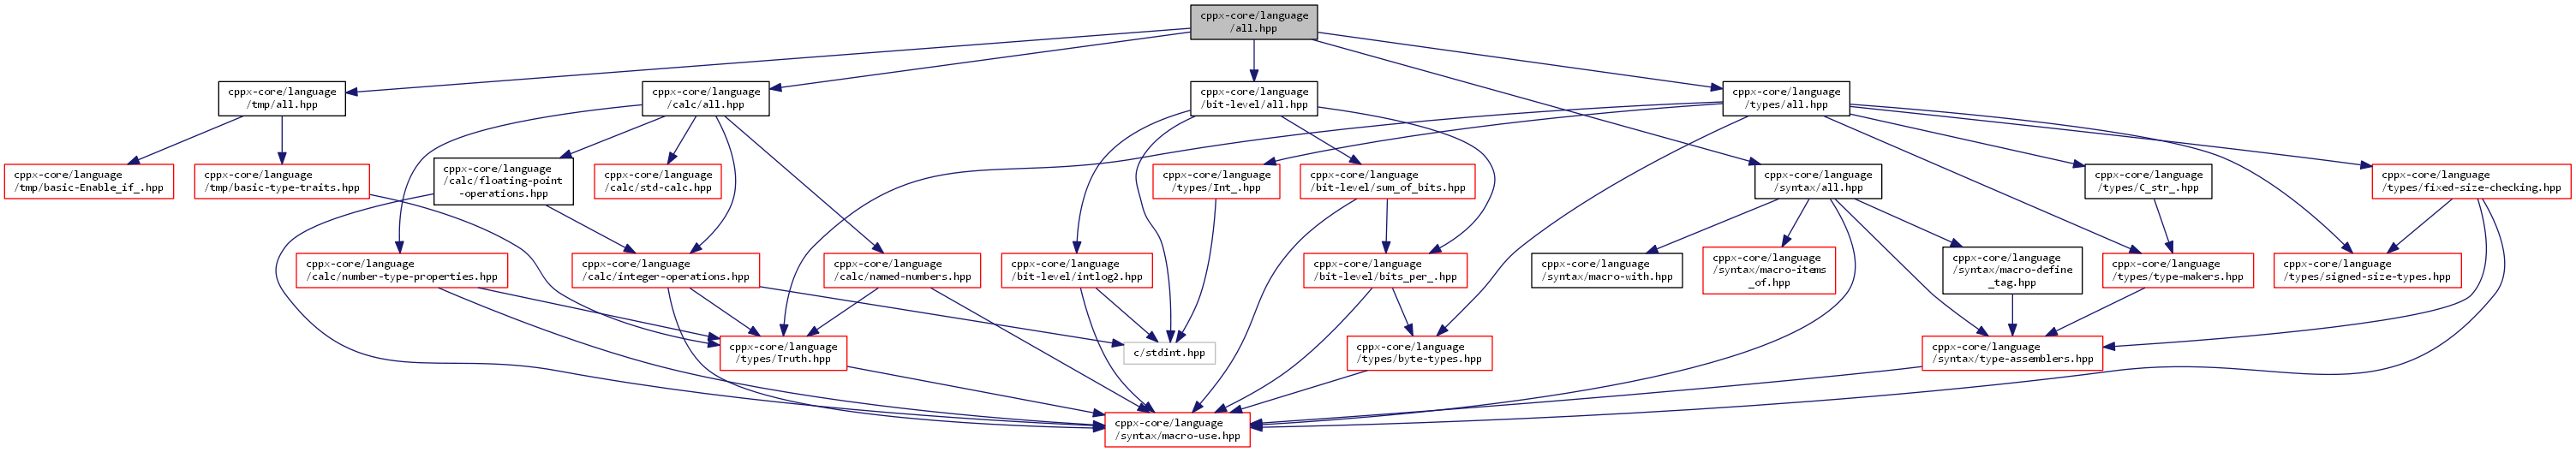 cppx-core/language
/all.hpp
cppx-core/language
/tmp/all.hpp
cppx-core/language
/calc/all.hpp
cppx-core/language
/bit-level/all.hpp
cppx-core/language
/types/all.hpp
cppx-core/language
/tmp/basic-Enable_if_.hpp
cppx-core/language
/tmp/basic-type-traits.hpp
cppx-core/language
/calc/floating-point
-operations.hpp
cppx-core/language
/calc/std-calc.hpp
cppx-core/language
/types/Int_.hpp
cppx-core/language
/bit-level/sum_of_bits.hpp
cppx-core/language
/syntax/all.hpp
cppx-core/language
/types/C_str_.hpp
cppx-core/language
/types/fixed-size-checking.hpp
cppx-core/language
/calc/number-type-properties.hpp
cppx-core/language
/calc/integer-operations.hpp
cppx-core/language
/calc/named-numbers.hpp
cppx-core/language
/bit-level/intlog2.hpp
cppx-core/language
/bit-level/bits_per_.hpp
cppx-core/language
/syntax/macro-with.hpp
cppx-core/language
/syntax/macro-items
_of.hpp
cppx-core/language
/syntax/macro-define
_tag.hpp
cppx-core/language
/types/type-makers.hpp
cppx-core/language
/types/signed-size-types.hpp
cppx-core/language
/types/Truth.hpp
c/stdint.hpp
cppx-core/language
/types/byte-types.hpp
cppx-core/language
/syntax/type-assemblers.hpp
cppx-core/language
/syntax/macro-use.hpp